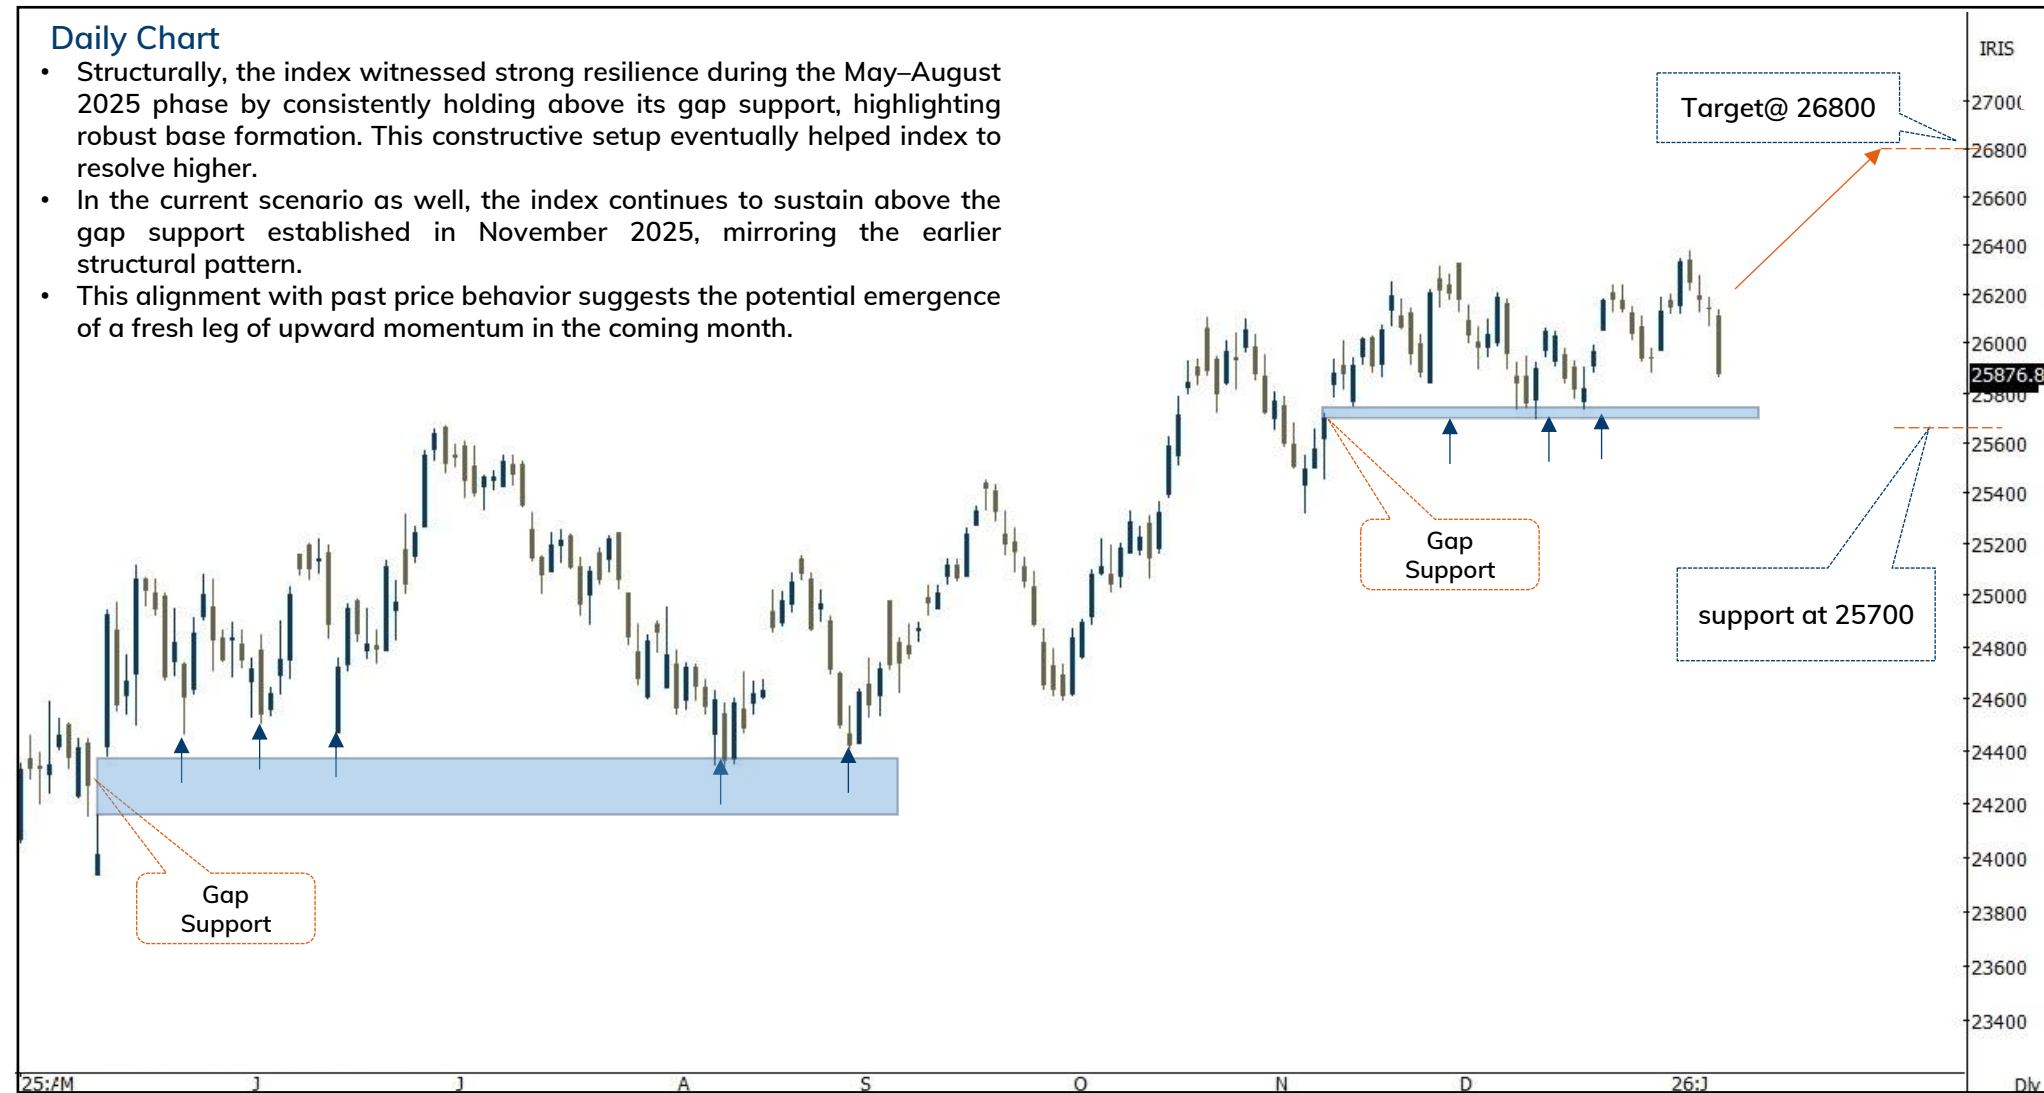 Daily Chart
• Structurally, the index witnessed strong resilience during the May–August
2025 phase by consistently holding above its gap support, highlighting
robust base formation. This constructive setup eventually helped index to
resolve higher.
• In the current scenario as well, the index continues to sustain above the
gap support established in November 2025, mirroring the earlier
structural pattern.
• This alignment with past price behavior suggests the potential emergence
of a fresh leg of upward momentum in the coming month.
IRIS
Target@ 26800
26800
26600
26400
26200
26000
25876.8
25800
25600
25400
25200
25000
24800
24600
24400
24200
24000
23800
23600
23400
Gap
Support
support at 25700
Gap
Support
J
J
A
S
O
N
D
26:J
Dly